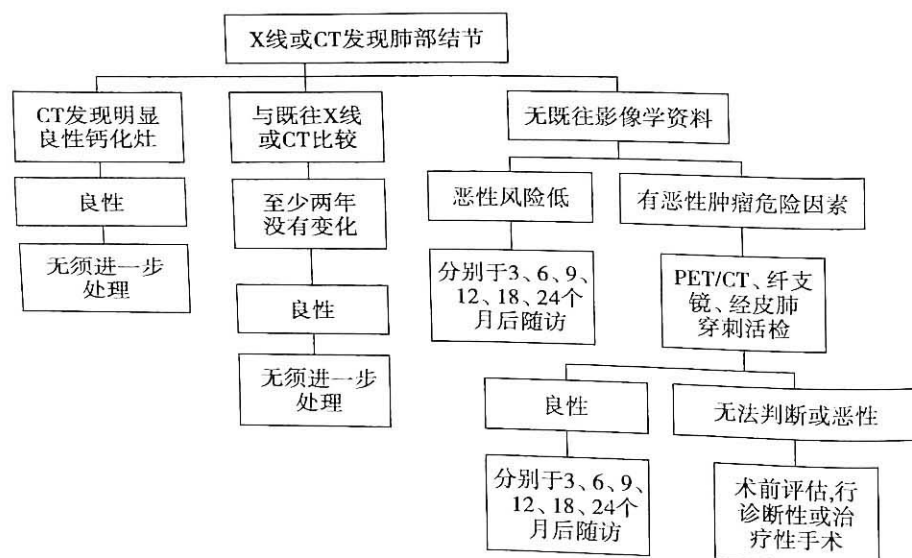 X线或CT发现肺部结节
CT发现明显
良性钙化灶
与既往X线
或CT比较
无既往影像学资料
良性
至少两年
没有变化
恶性风险低
有恶性肿瘤危险因素
无须进一步
处理
良性
分别于3、6、9、
12、18、24个
月后随访
PET/CT、纤支
镜、经皮肺
穿刺活检
无须进一步
处理
良性
无法判断或恶性
分别于3、6、9、
12、18、24个
月后随访
术前评估,行
诊断性或治
疗性手术